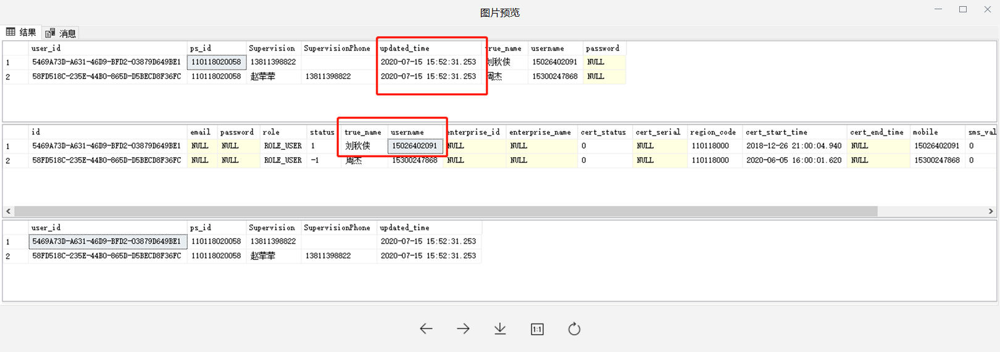 图片预览
结果 消息
user_id ps_id Supervision SupervisionPhone updated_time true_name username password
1 5469A73D-A631-46D9-BFD2-03879D649BE1 110118020058 13811398822 2020-07-15 15:52:31.253 刘秋侠 15026402091 NULL
2 58FD518C-235E-44B0-865D-D5BECD8F36FC 110118020058 赵荦荦 13811398822 2020-07-15 15:52:31.253 周杰 15300247868 NULL
id email password role status true_name username enterprise_id enterprise_name cert_status cert_serial region_code cert_start_time cert_end_time mobile sms_val
1 5469A73D-A631-46D9-BFD2-03879D649BE1 NULL NULL ROLE_USER 1 刘秋侠 15026402091 NULL NULL 0 NULL 110118000 2018-12-26 21:00:04.940 NULL 15026402091 0
2 58FD518C-235E-44B0-865D-D5BECD8F36FC NULL NULL ROLE_USER -1 周杰 15300247868 NULL NULL 0 NULL 110118000 2020-06-05 16:00:01.620 NULL 15300247868 0
user_id ps_id Supervision SupervisionPhone updated_time
1 5469A73D-A631-46D9-BFD2-03879D649BE1 110118020058 13811398822 2020-07-15 15:52:31.253
2 58FD518C-235E-44B0-865D-D5BECD8F36FC 110118020058 赵荦荦 13811398822 2020-07-15 15:52:31.253
1:1